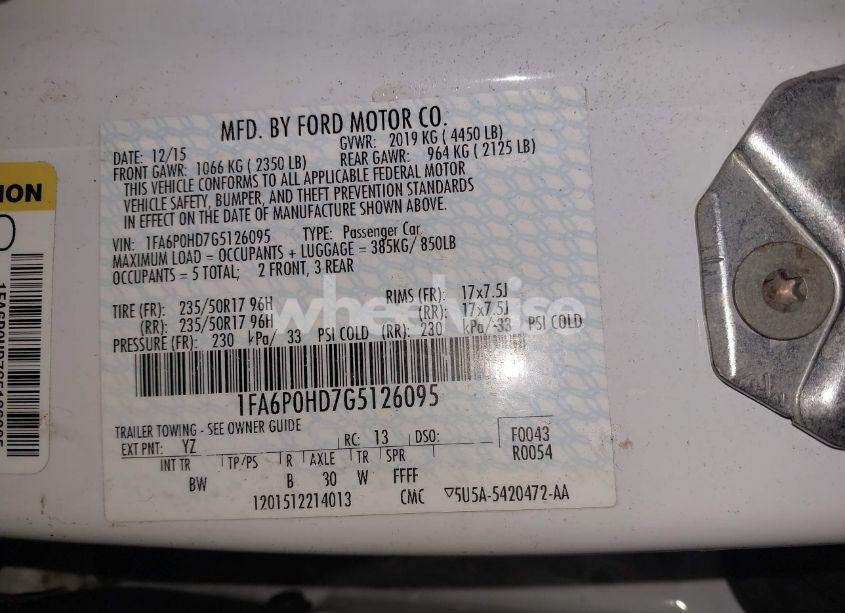 MFD. BY FORD MOTOR CO.
DATE: 12/15 GVWR: 2019 KG ( 4450 LB)
FRONT GAWR: 1066 KG ( 2350 LB) REAR GAWR: 964 KG ( 2125 LB)
THIS VEHICLE CONFORMS TO ALL APPLICABLE FEDERAL MOTOR
VEHICLE SAFETY, BUMPER, AND THEFT PREVENTION STANDARDS
IN EFFECT ON THE DATE OF MANUFACTURE SHOWN ABOVE.
VIN: 1FA6P0HD7G5126095 TYPE: Passenger Car
MAXIMUM LOAD = OCCUPANTS + LUGGAGE = 385KG/ 850LB
OCCUPANTS = 5 TOTAL; 2 FRONT, 3 REAR
TIRE (FR): 235/50R17 96H RIMS (FR): 17x7.5J
(RR): 235/50R17 96H (RR): 17x7.5J
PRESSURE (FR): 230 kPa/ 33 PSI COLD (RR): 230 kPa/ 33 PSI COLD
wheelwise
1FA6P0HD7G5126095
TRAILER TOWING - SEE OWNER GUIDE
EXT PNT: YZ RC: 13 DSO: F0043
R0054
INT TR TP/PS R AXLE TR SPR
BW B 30 W FFFF
1201512214013 CMC ▽5U5A-5420472-AA